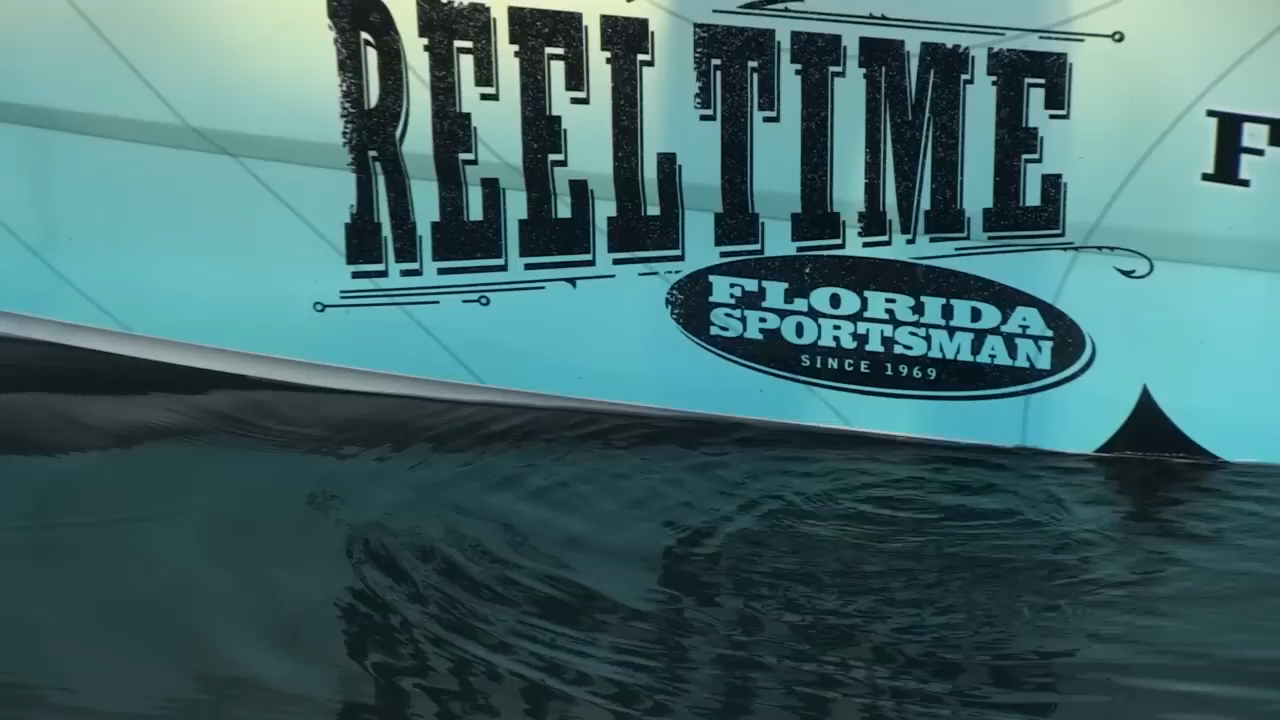 REEL TIME
F
FLORIDA
SPORTSMAN
SINCE 1969